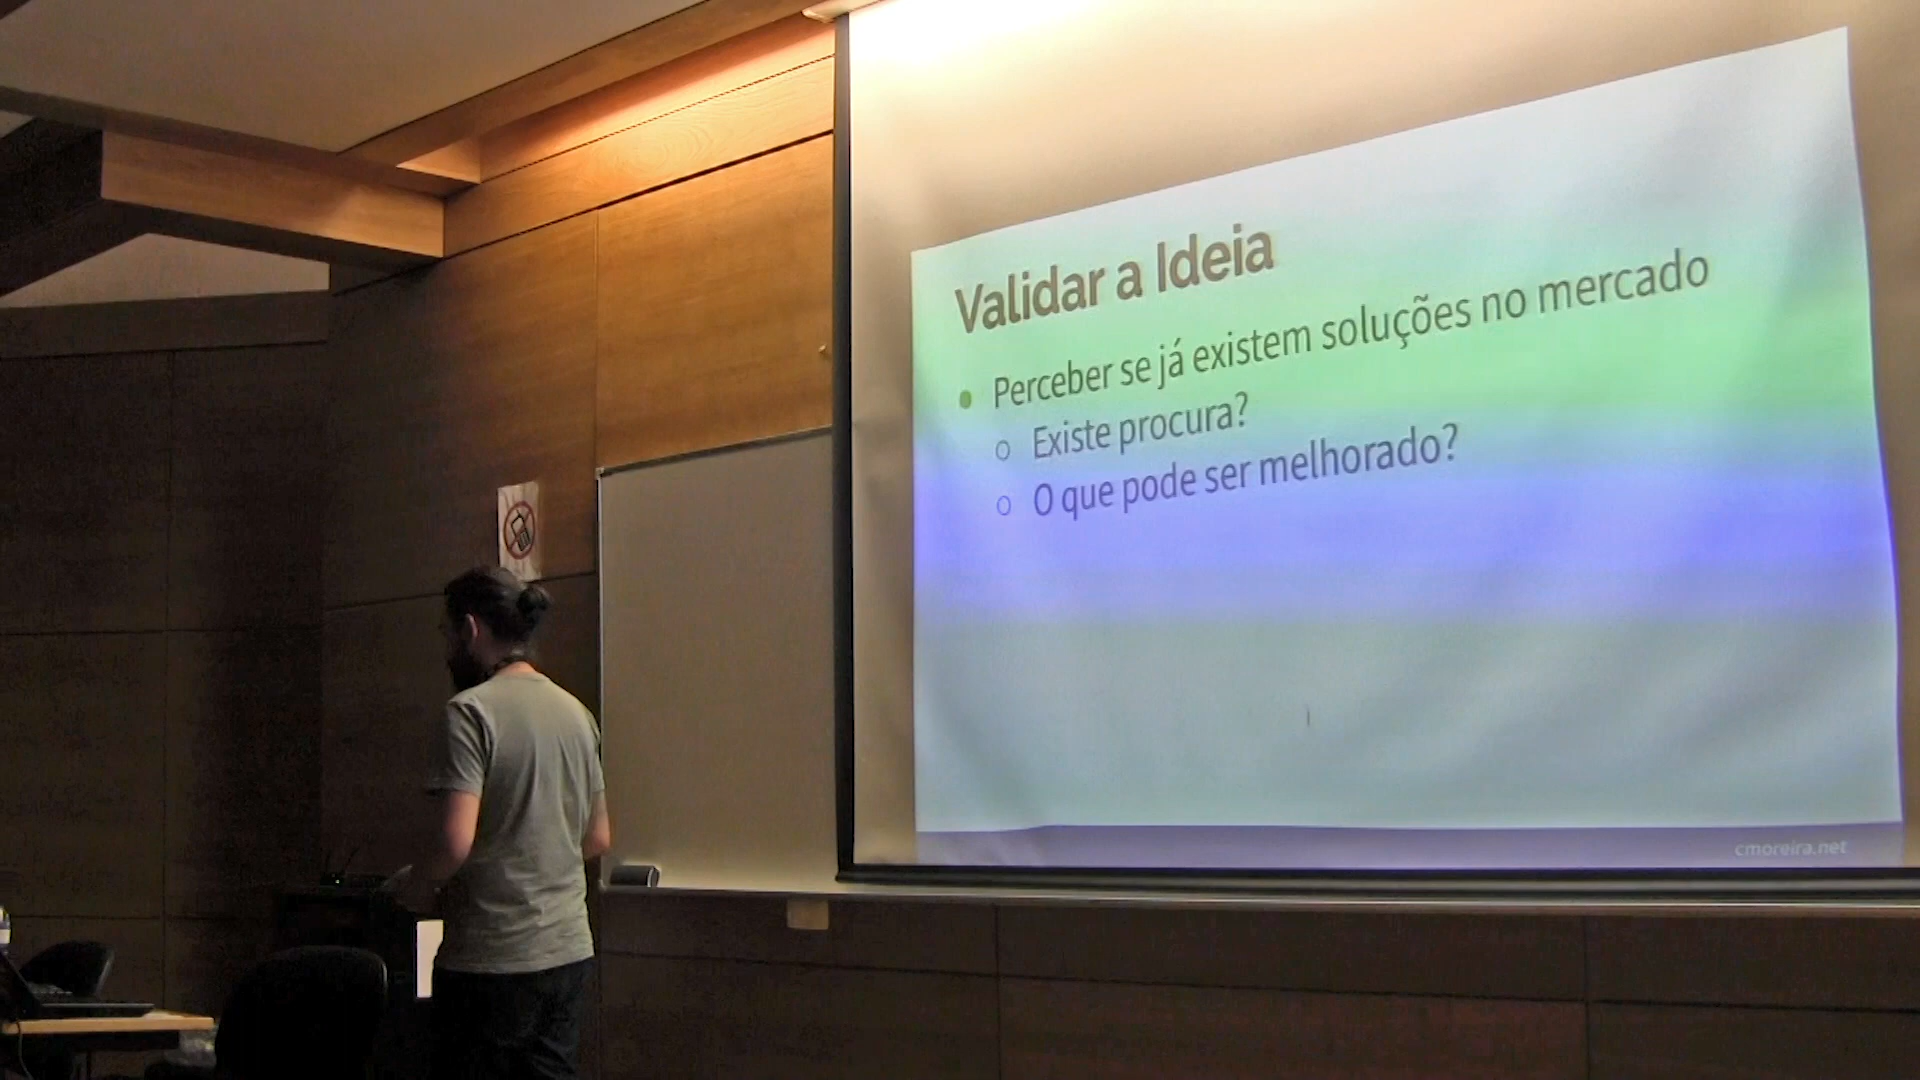 Validar a Ideia
Perceber se já existem soluções no mercado
Existe procura?
O que pode ser melhorado?
cmoreira.net